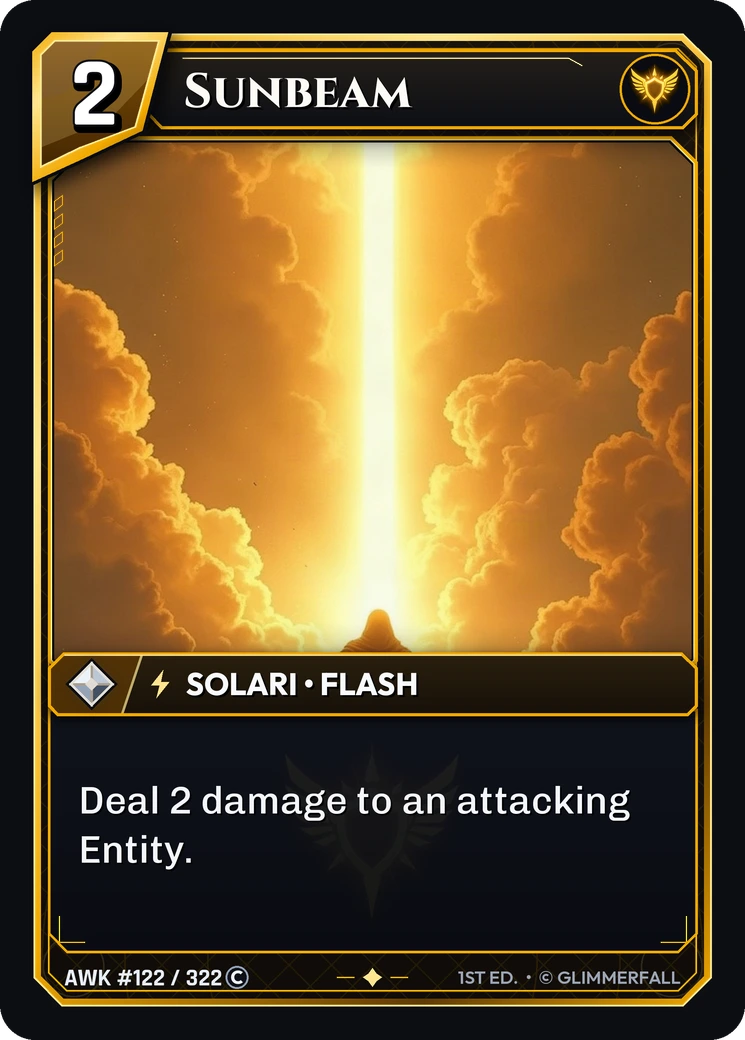 2
SUNBEAM
SOLARI • FLASH
Deal 2 damage to an attacking
Entity.
AWK #122 / 322 Ⓒ
1ST ED. • © GLIMMERFALL